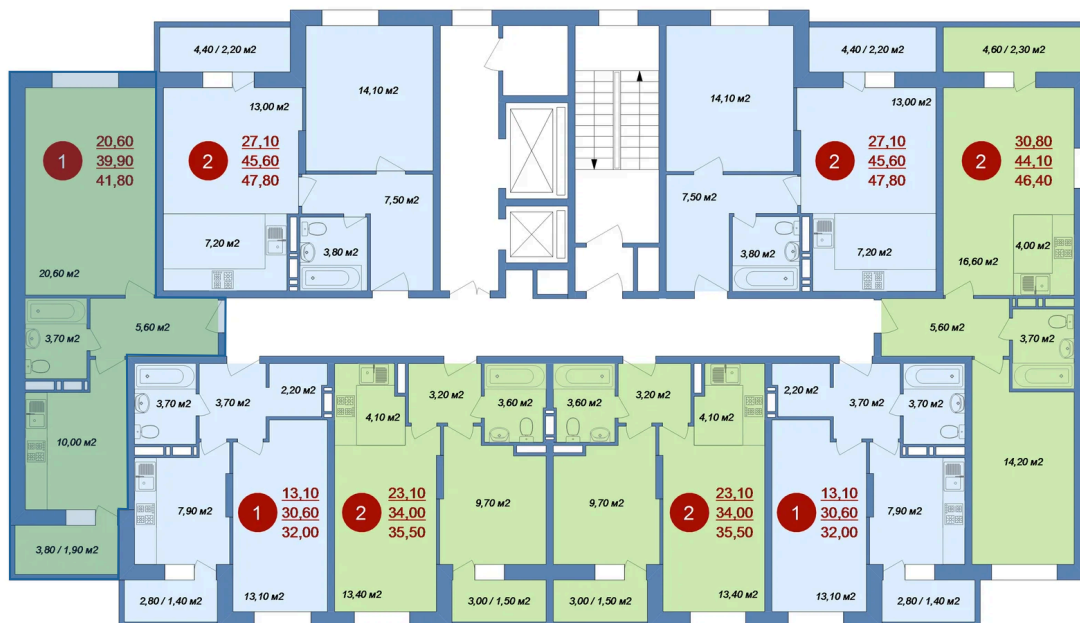 4,40 / 2,20 м2
14,10 м2
13,00 м2
1
20,60
39,90
41,80
2
27,10
45,60
47,80
7,50 м2
3,80 м2
7,20 м2
20,60 м2
3,70 м2
5,60 м2
10,00 м2
3,80 / 1,90 м2
14,10 м2
4,40 / 2,20 м2
13,00 м2
2
27,10
45,60
47,80
7,50 м2
3,80 м2
7,20 м2
4,60 / 2,30 м2
2
30,80
44,10
46,40
4,00 м2
16,60 м2
5,60 м2
3,70 м2
14,20 м2
3,70 м2
3,70 м2
2,20 м2
7,90 м2
1
13,10
30,60
32,00
13,10 м2
2,80 / 1,40 м2
4,10 м2
3,20 м2
3,60 м2
2
23,10
34,00
35,50
9,70 м2
13,40 м2
3,00 / 1,50 м2
3,60 м2
3,20 м2
4,10 м2
9,70 м2
2
23,10
34,00
35,50
13,40 м2
3,00 / 1,50 м2
2,20 м2
3,70 м2
3,70 м2
1
13,10
30,60
32,00
7,90 м2
13,10 м2
2,80 / 1,40 м2